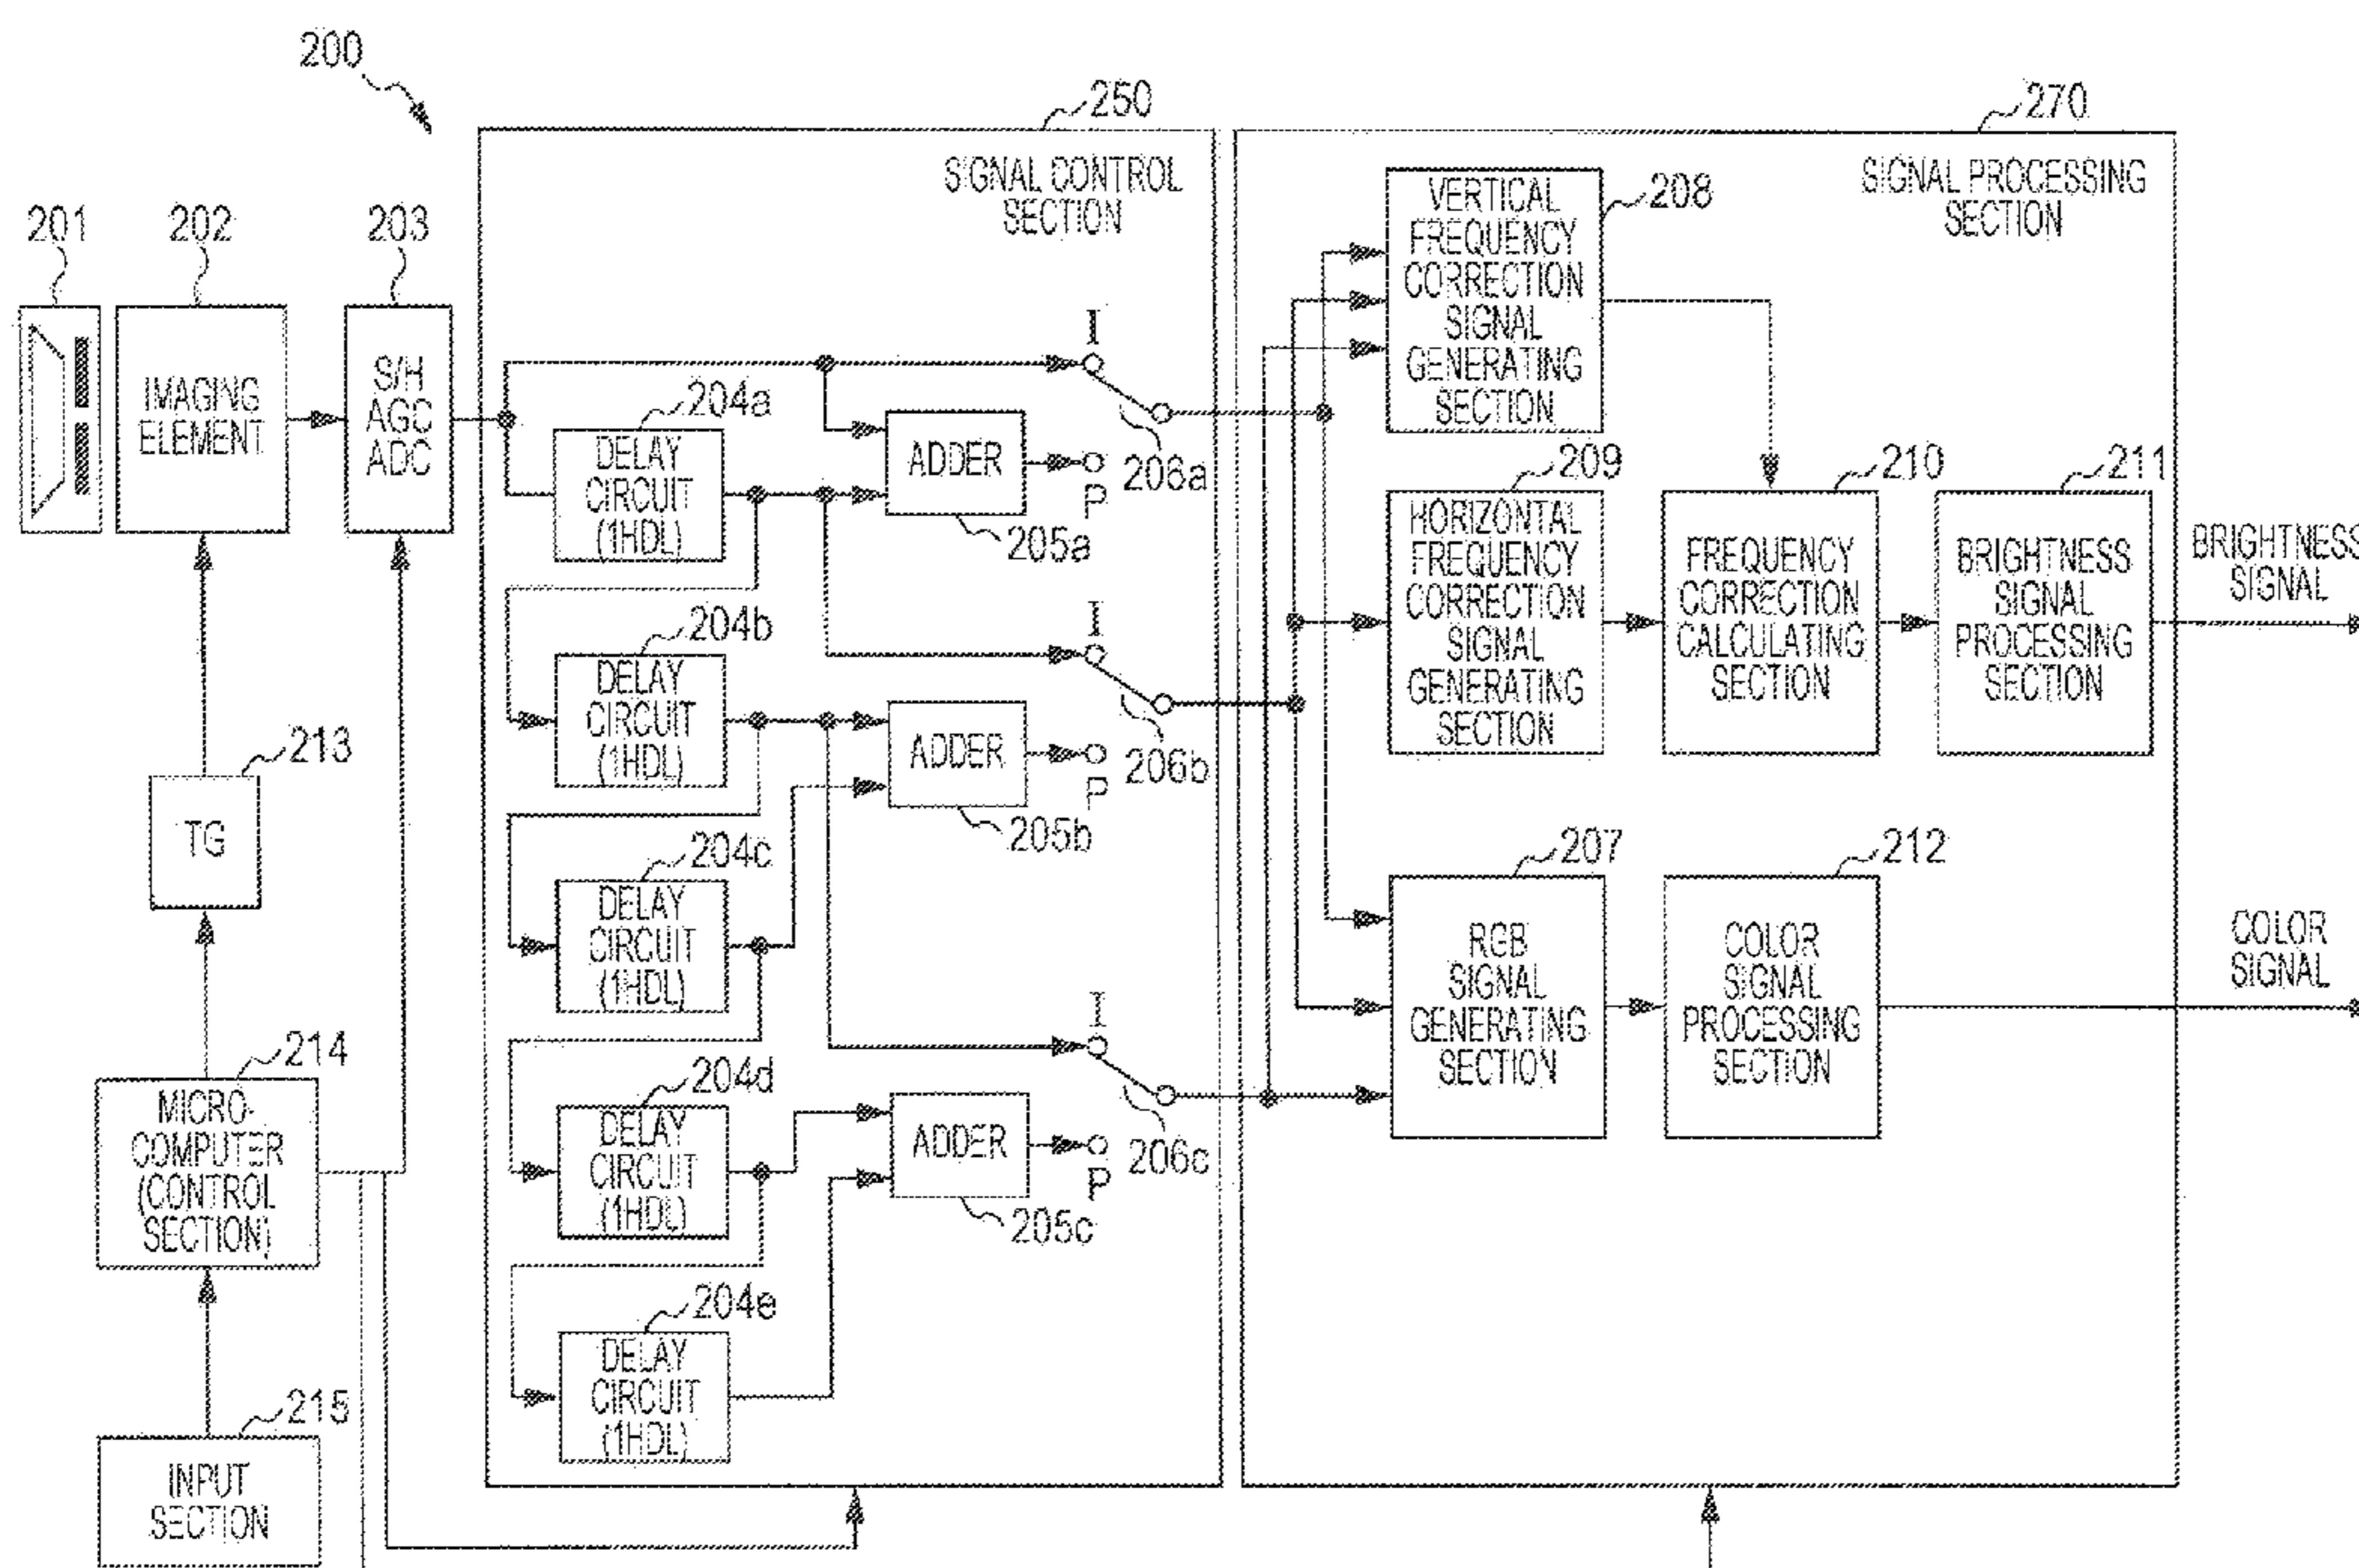 200
250
270
SIGNAL CONTROL
SECTION
SIGNAL PROCESSING
SECTION
201
202
203
IMAGING
ELEMENT
S/H
AGC
ADC
204a
DELAY
CIRCUIT
(1HDL)
ADDER
205a
I
P
206a
204b
DELAY
CIRCUIT
(1HDL)
ADDER
205b
I
P
206b
204c
DELAY
CIRCUIT
(1HDL)
204d
DELAY
CIRCUIT
(1HDL)
ADDER
205c
I
P
206c
204e
DELAY
CIRCUIT
(1HDL)
VERTICAL
FREQUENCY
CORRECTION
SIGNAL
GENERATING
SECTION
208
209
HORIZONTAL
FREQUENCY
CORRECTION
SIGNAL
GENERATING
SECTION
210
FREQUENCY
CORRECTION
CALCULATING
SECTION
211
BRIGHTNESS
SIGNAL
PROCESSING
SECTION
BRIGHTNESS
SIGNAL
207
RGB
SIGNAL
GENERATING
SECTION
212
COLOR
SIGNAL
PROCESSING
SECTION
COLOR
SIGNAL
213
TG
214
MICRO-
COMPUTER
(CONTROL
SECTION)
215
INPUT
SECTION